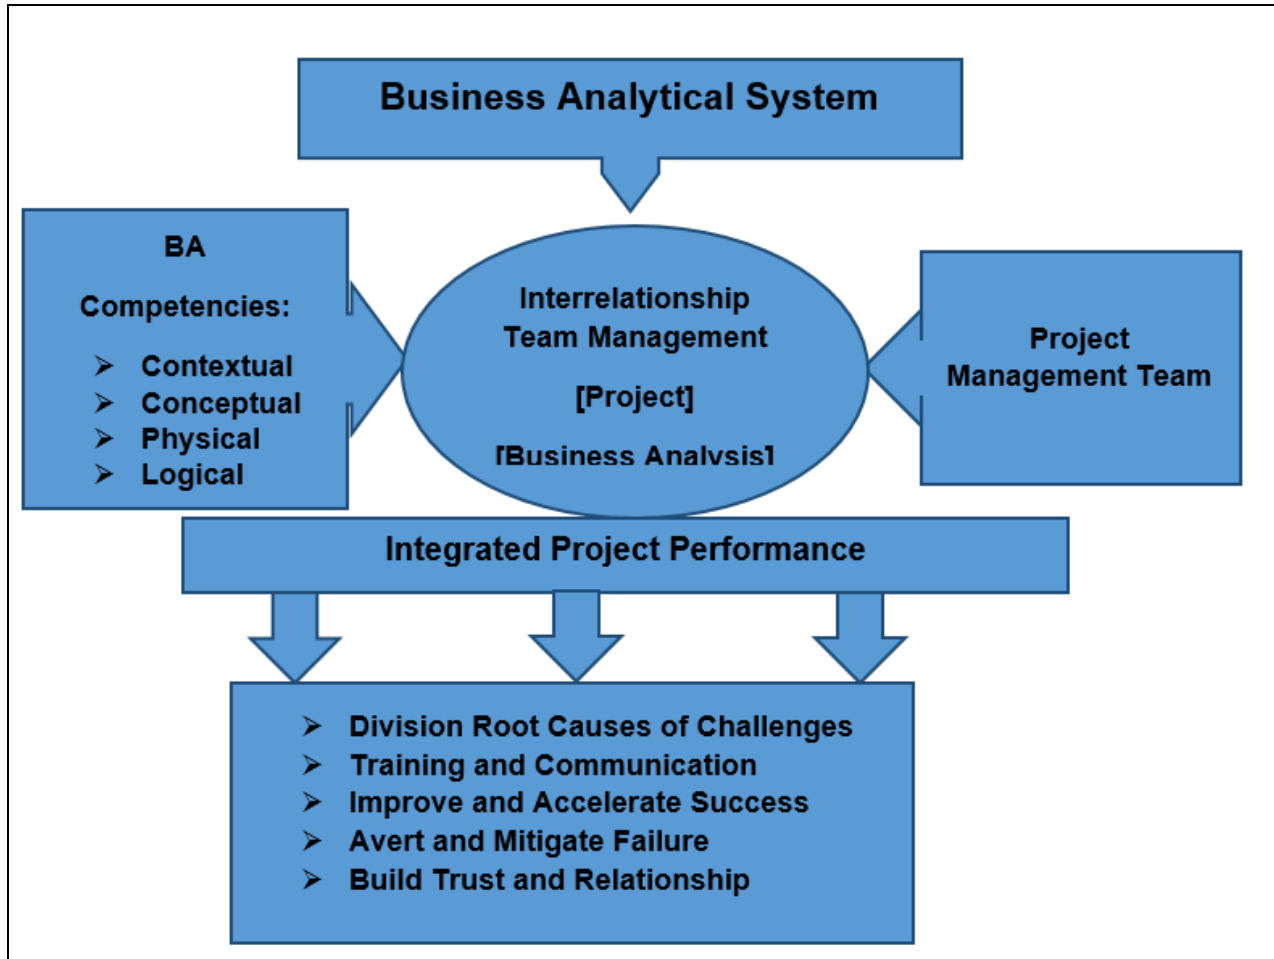 Business Analytical System
BA
Competencies:
➢ Contextual
➢ Conceptual
➢ Physical
➢ Logical
Interrelationship
Team Management
[Project]
[Business Analysis]
Project
Management Team
Integrated Project Performance
➢ Division Root Causes of Challenges
➢ Training and Communication
➢ Improve and Accelerate Success
➢ Avert and Mitigate Failure
➢ Build Trust and Relationship